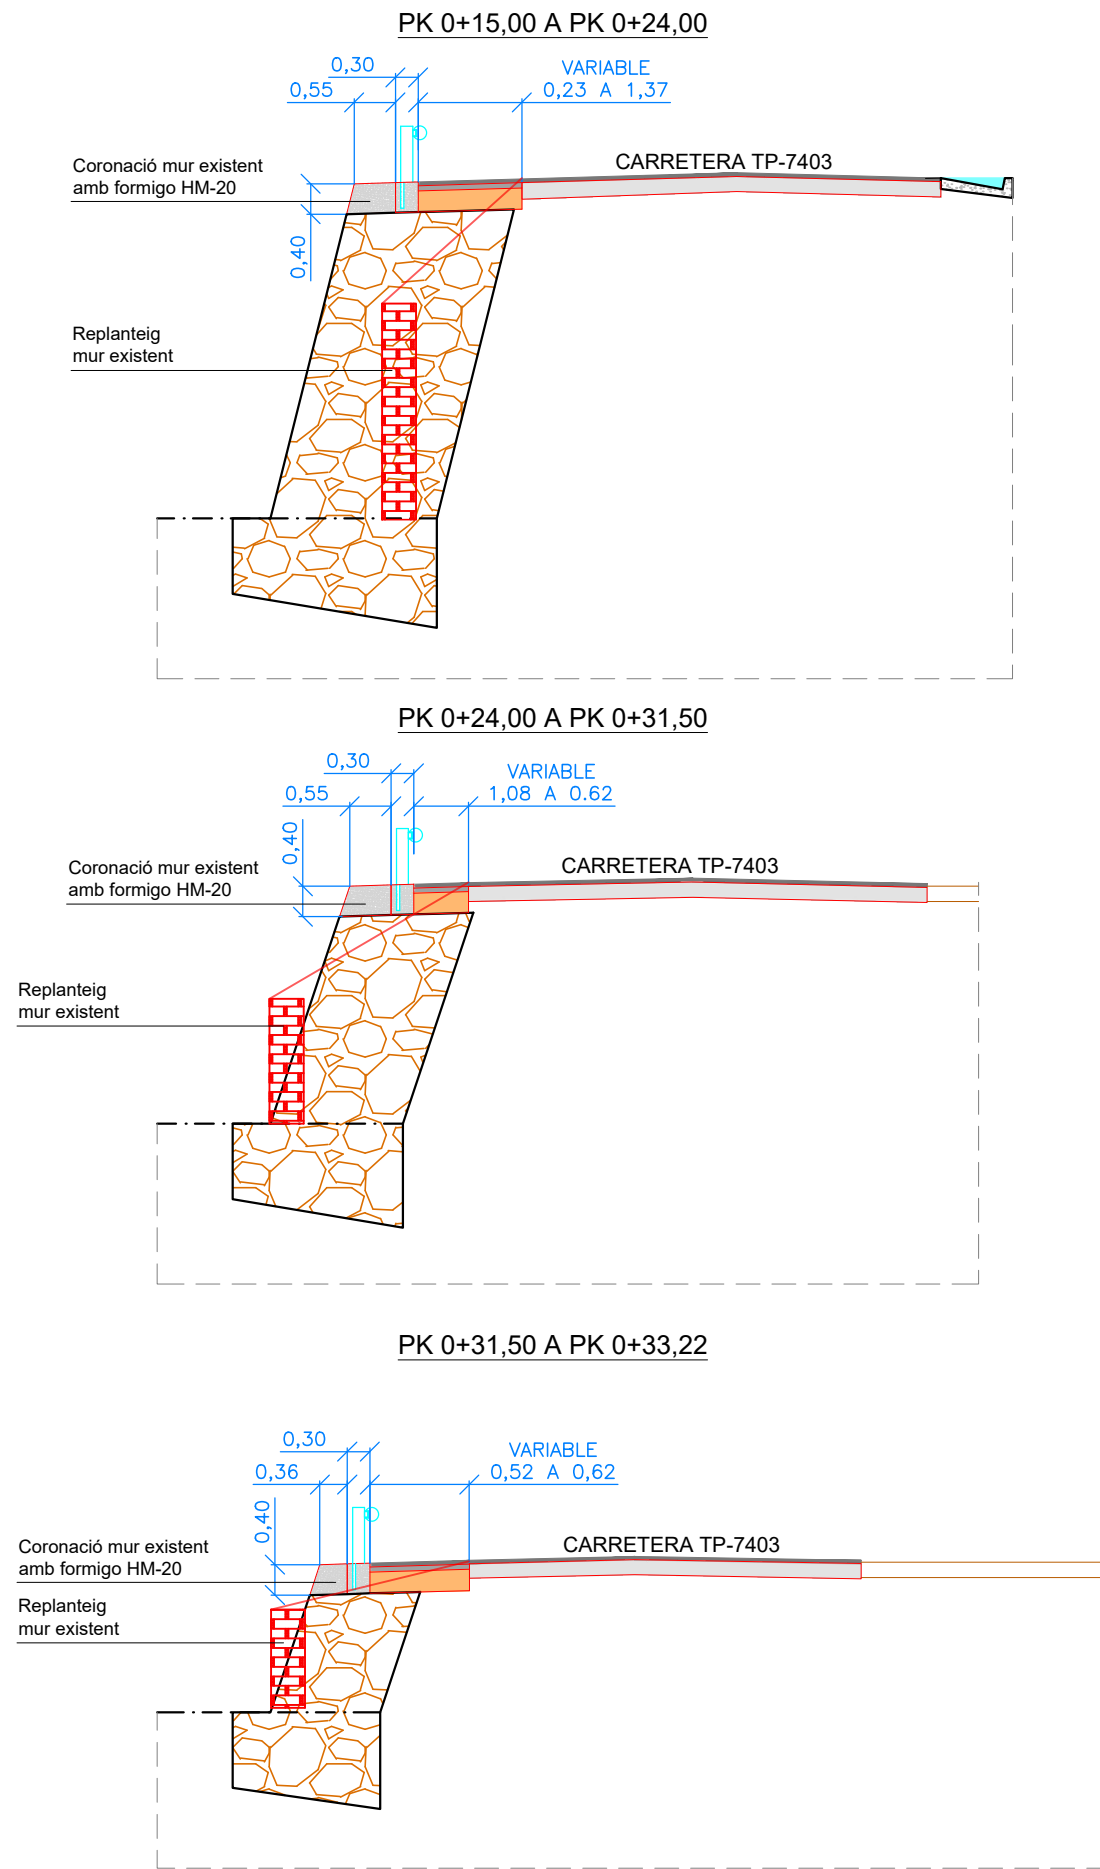 PK 0+15,00 A PK 0+24,00
0,30
VARIABLE
0,55
0,23 A 1,37
Coronació mur existent
amb formigo HM-20
CARRETERA TP-7403
0,40
Replanteig
mur existent
PK 0+24,00 A PK 0+31,50
0,30
VARIABLE
0,55
1,08 A 0.62
0,40
Coronació mur existent
amb formigo HM-20
CARRETERA TP-7403
Replanteig
mur existent
PK 0+31,50 A PK 0+33,22
0,30
VARIABLE
0,36
0,52 A 0,62
0,40
Coronació mur existent
amb formigo HM-20
CARRETERA TP-7403
Replanteig
mur existent